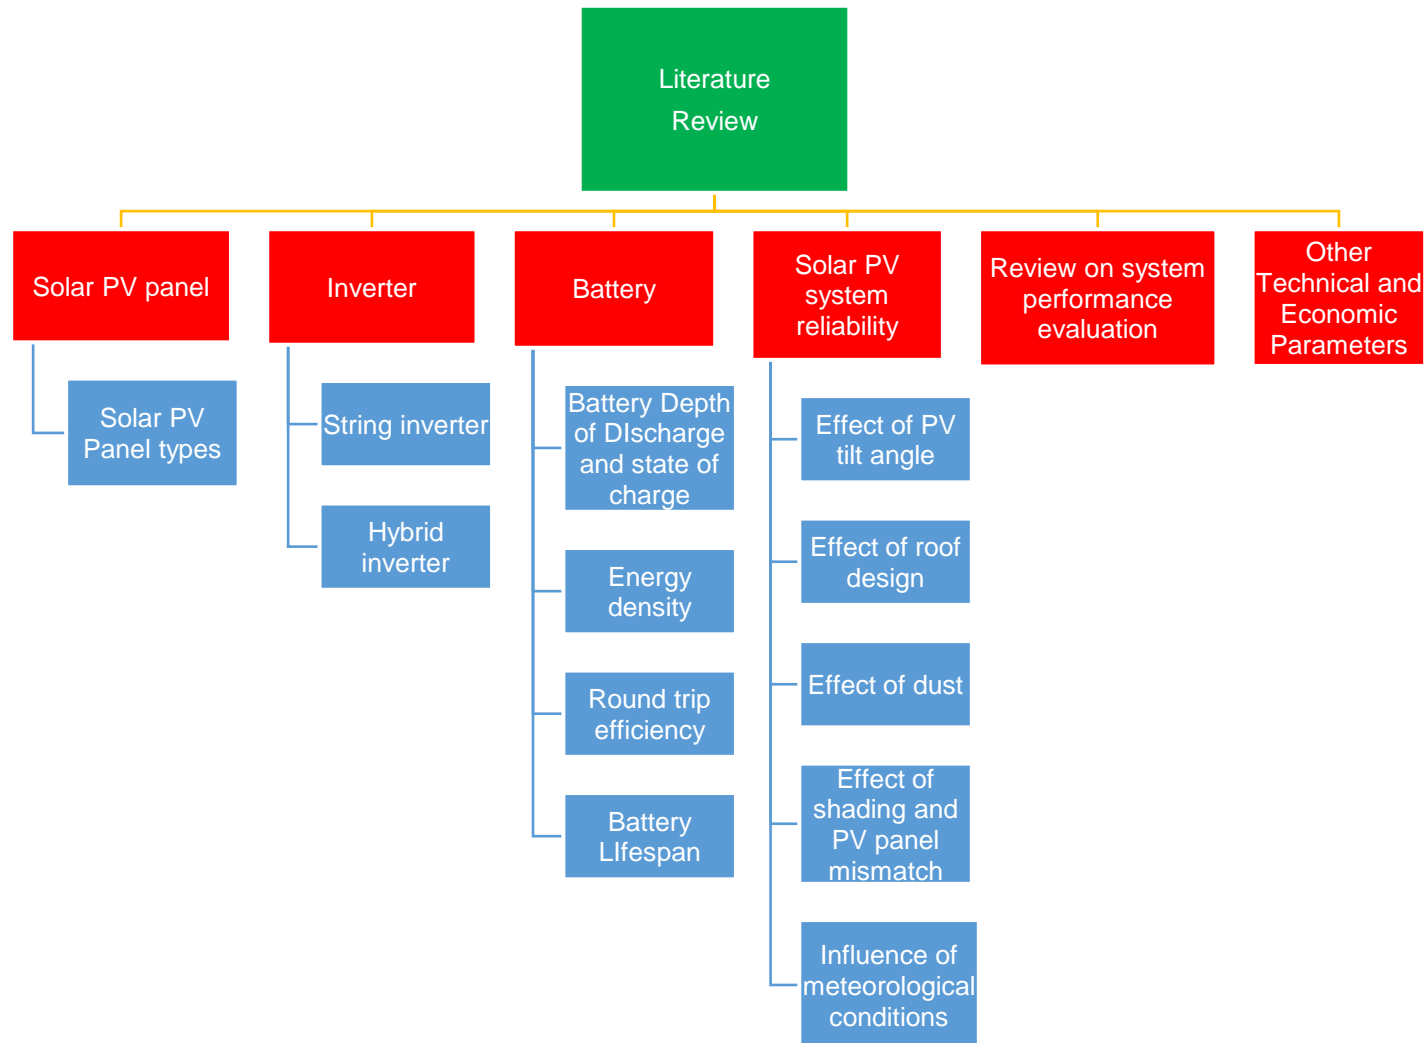 Literature
Review
Solar PV panel
Solar PV
Panel types
Inverter
String inverter
Hybrid
inverter
Battery
Battery Depth
of DIscharge
and state of
charge
Energy
density
Round trip
efficiency
Battery
LIfespan
Solar PV
system
reliability
Effect of PV
tilt angle
Effect of roof
design
Effect of dust
Effect of
shading and
PV panel
mismatch
Influence of
meteorological
conditions
Review on system
performance
evaluation
Other
Technical and
Economic
Parameters